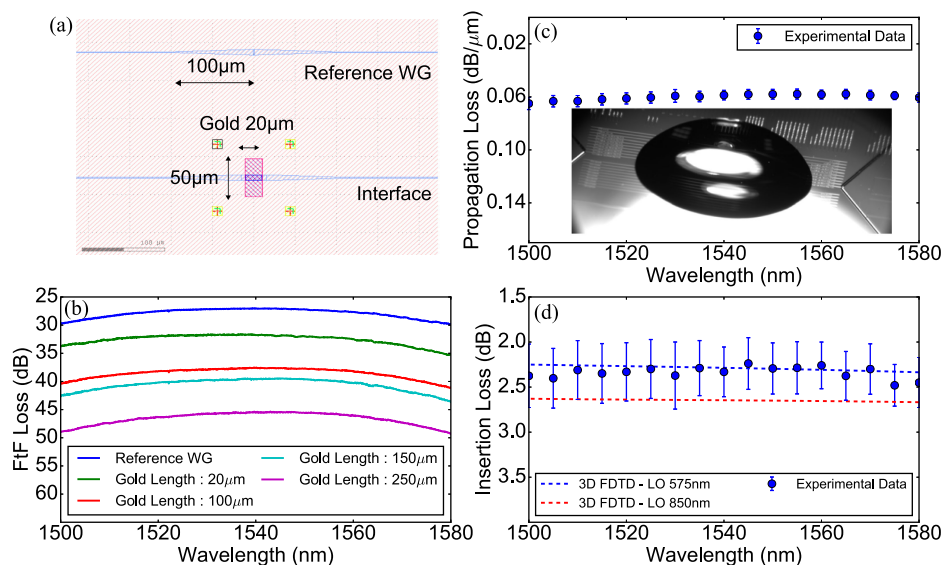 (a)
100μm
Reference WG
Gold 20μm
50μm
Interface
(c)
Experimental Data
0.02
0.06
0.10
0.14
Propagation Loss (dB/μm)
1500 1520 1540 1560 1580
Wavelength (nm)
(b)
25
30
35
40
45
50
55
60
FtF Loss (dB)
Reference WG
Gold Length : 20μm
Gold Length : 100μm
Gold Length : 150μm
Gold Length : 250μm
1500 1520 1540 1560 1580
Wavelength (nm)
(d)
1.5
2.0
2.5
3.0
3.5
Insertion Loss (dB)
3D FDTD - LO 575nm
3D FDTD - LO 850nm
Experimental Data
1500 1520 1540 1560 1580
Wavelength (nm)